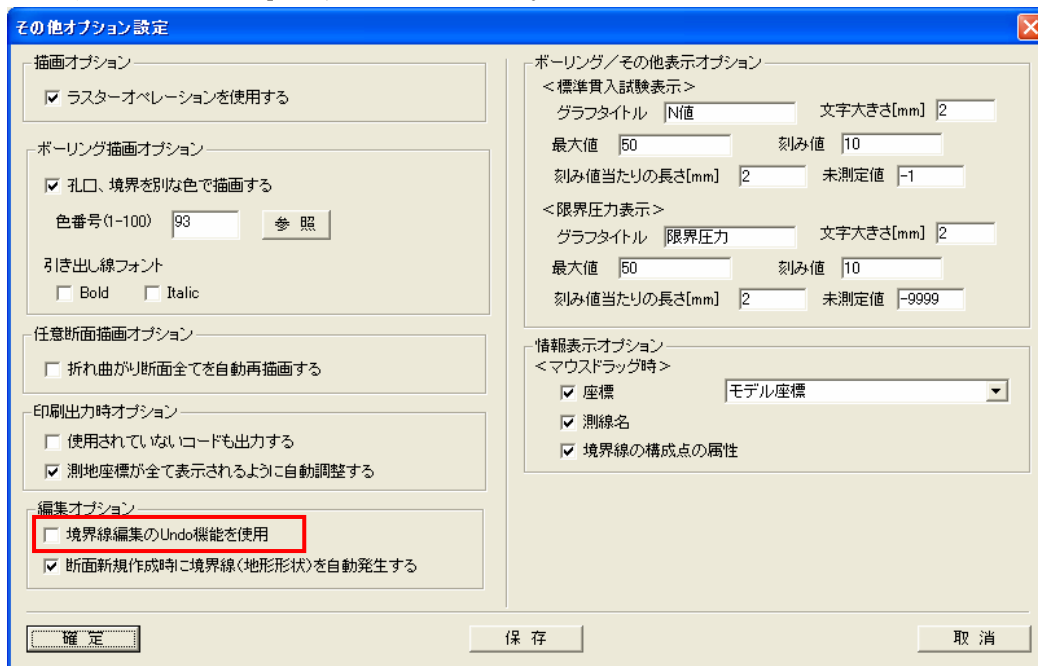 その他オプション設定
描画オプション
ラスターオペレーションを使用する
ボーリング描画オプション
孔口、境界を別な色で描画する
色番号(1-100) 93 参 照
引き出し線フォント
Bold Italic
任意断面描画オプション
折れ曲がり断面全てを自動再描画する
印刷出力時オプション
使用されていないコードも出力する
測地座標が全て表示されるように自動調整する
編集オプション
境界線編集のUndo機能を使用
断面新規作成時に境界線(地形形状)を自動発生する
ボーリング/その他表示オプション
<標準貫入試験表示>
グラフタイトル N値 文字大きさ[mm] 2
最大値 50 刻み値 10
刻み値当たりの長さ[mm] 2 未測定値 -1
<限界圧力表示>
グラフタイトル 限界圧力 文字大きさ[mm] 2
最大値 50 刻み値 10
刻み値当たりの長さ[mm] 2 未測定値 -9999
情報表示オプション
<マウスドラッグ時>
座標 モデル座標
測線名
境界線の構成点の属性
確 定 保 存 取 消